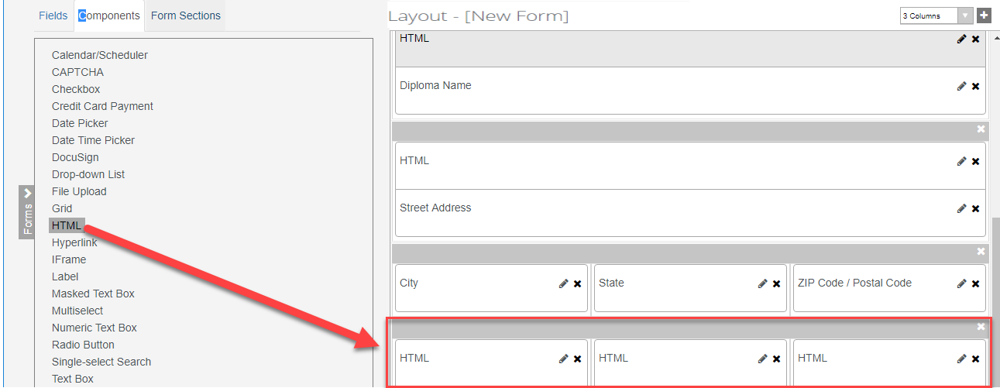 Fields Components Form Sections
Layout - [New Form]
3 Columns
Calendar/Scheduler
CAPTCHA
Checkbox
Credit Card Payment
Date Picker
Date Time Picker
DocuSign
Drop-down List
File Upload
Grid
HTML
Hyperlink
IFrame
Label
Masked Text Box
Multiselect
Numeric Text Box
Radio Button
Single-select Search
Text Box
Forms
HTML
Diploma Name
HTML
Street Address
City State ZIP Code / Postal Code
HTML HTML HTML